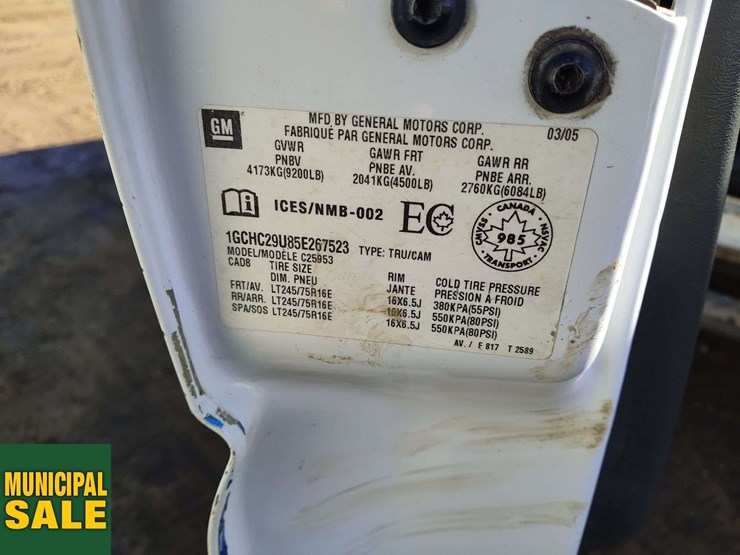 GM
MFD BY GENERAL MOTORS CORP. 03/05
FABRIQUÉ PAR GENERAL MOTORS CORP.
GVWR GAWR FRT GAWR RR
PNBV PNBE AV. PNBE ARR.
4173KG(9200LB) 2041KG(4500LB) 2760KG(6084LB)
ICES/NMB-002 EC
CANADA
CMVSS NSVAC
985
TRANSPORT
1GCHC29U85E267523 TYPE: TRU/CAM
MODEL/MODÈLE C25953
CAD8 TIRE SIZE RIM COLD TIRE PRESSURE
DIM. PNEU JANTE PRESSION À FROID
FRT/AV. LT245/75R16E 16X6.5J 380KPA(55PSI)
RR/ARR. LT245/75R16E 16X6.5J 550KPA(80PSI)
SPA/SOS LT245/75R16E 16X6.5J 550KPA(80PSI)
AV. / E 817 T 2589
MUNICIPAL
SALE